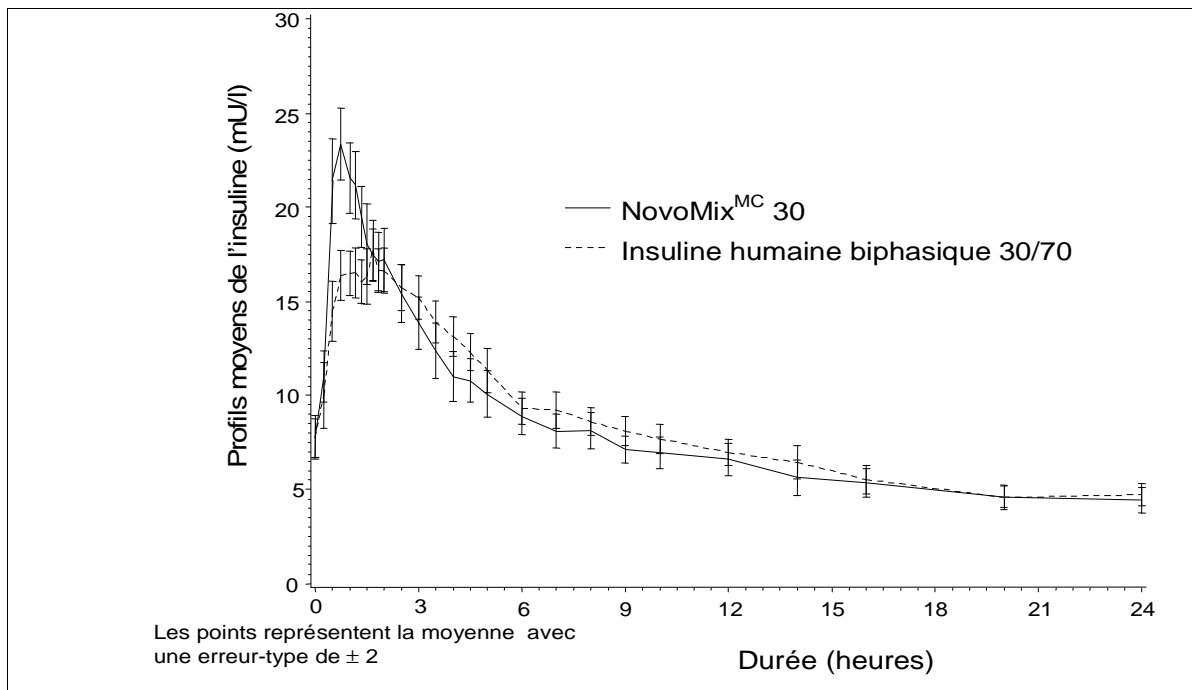 30
25
20
15
10
5
0
Profils moyens de l'insuline (mU/l)
NovoMix^MC 30
Insuline humaine biphasique 30/70
0 3 6 9 12 15 18 21 24
Les points représentent la moyenne avec
une erreur-type de ± 2
Durée (heures)